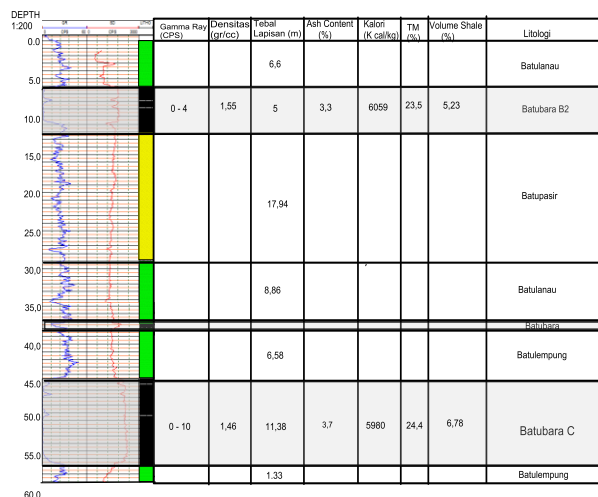 DEPTH
1:200
Gamma Ray (CPS) Densitas (gr/cc) Tebal Lapisan (m) Ash Content (%) Kalori (K cal/kg) TM (%) Volume Shale (%) Litologi
0.0
6,6 Batulanau
5.0
0 - 4 1,55 5 3,3 6059 23,5 5,23 Batubara B2
10.0
15,0
20.0
17,94 Batupasir
25.0
30.0
8,86 Batulanau
35,0
Batubara
40.0
6,58 Batulempung
45.0
50.0
0 - 10 1,46 11,38 3,7 5980 24,4 6,78 Batubara C
55.0
1.33 Batulempung
60.0